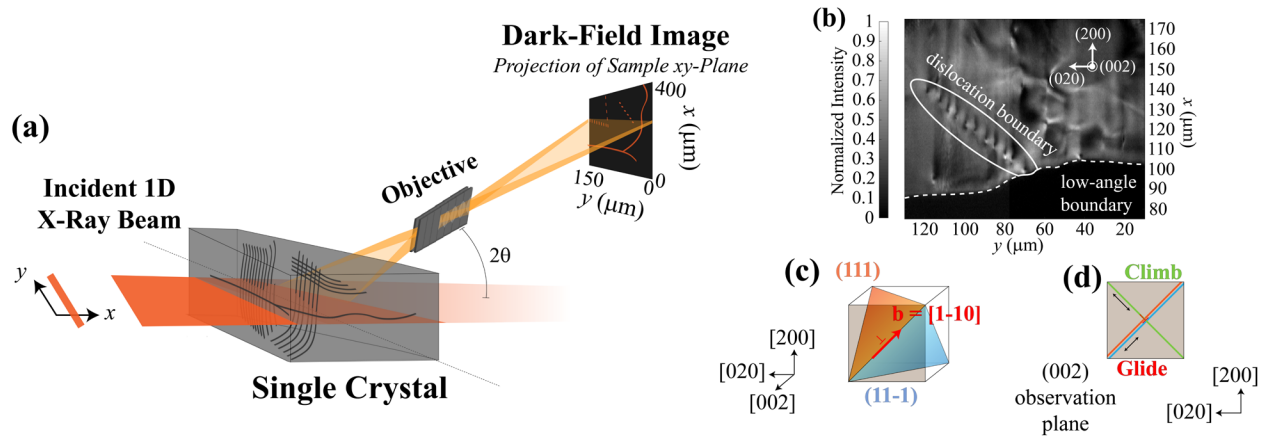 (a)
Dark-Field Image
Projection of Sample xy-Plane
400
x (μm)
0
150
0
y (μm)
Objective
Incident 1D
X-Ray Beam
2θ
y
x
Single Crystal
(b)
Normalized Intensity
1
0.9
0.8
0.7
0.6
0.5
0.4
0.3
0.2
0.1
0
dislocation boundary
(200)
(020)
(002)
low-angle
boundary
170
160
150
140
130
120
110
100
90
80
x (μm)
120 100 80 60 40 20
y (μm)
(c)
(111)
b = [1-10]
(11-1)
[200]
[020]
[002]
(d)
Climb
Glide
(002)
observation
plane
[200]
[020]